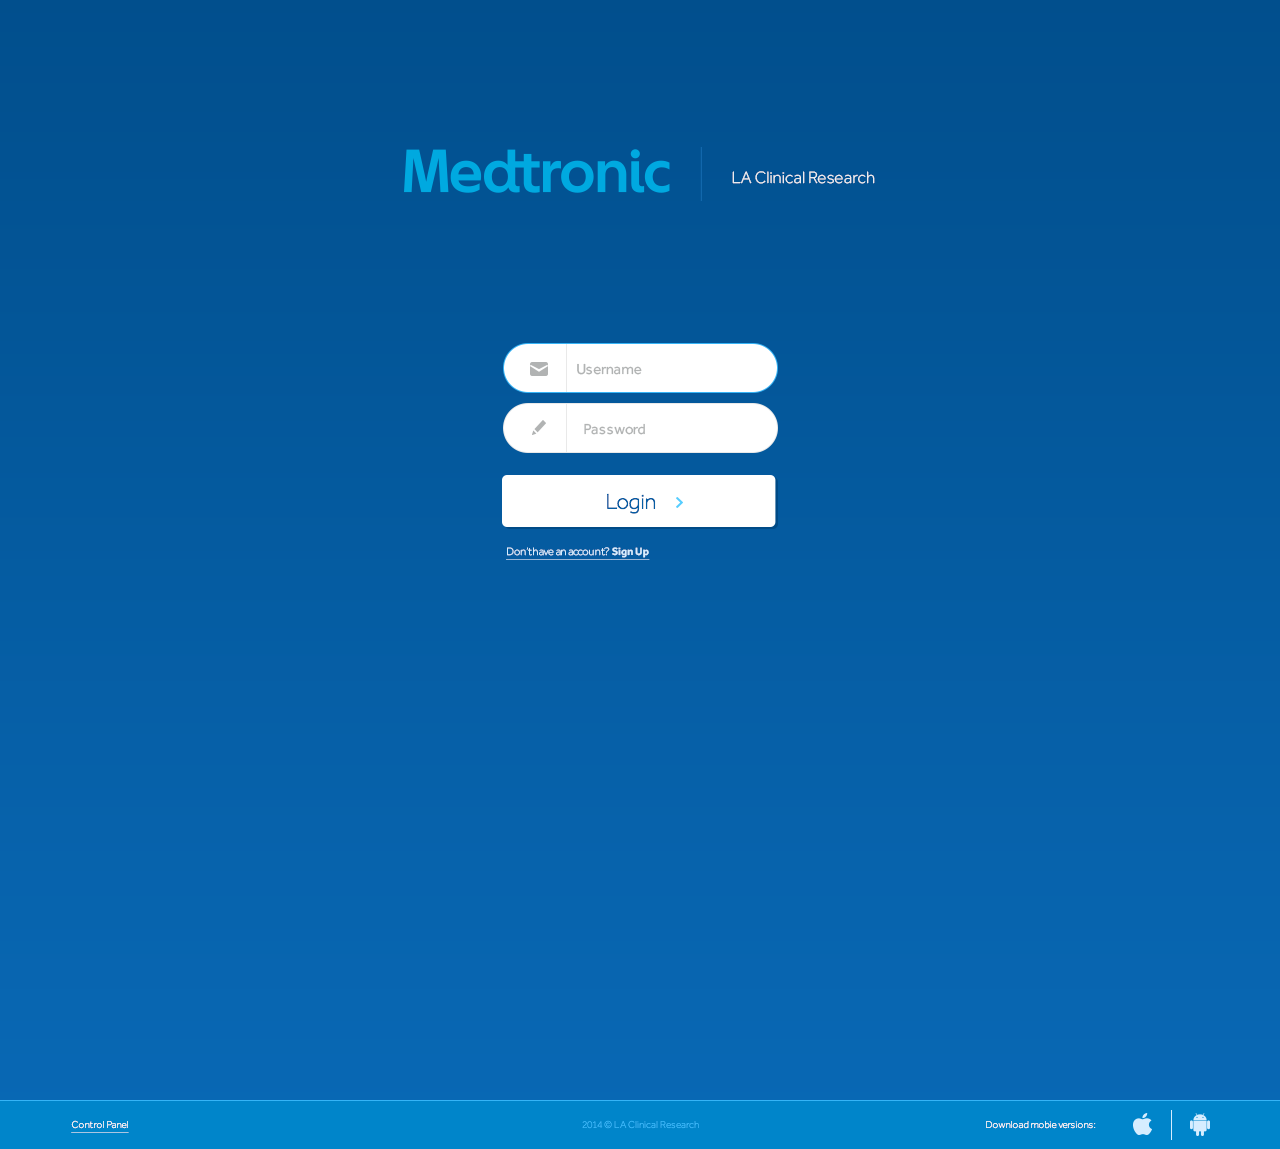 Medtronic
LA Clinical Research
Username
Password
Login
Don't have an account? Sign Up
Control Panel
2014 © LA Clinical Research
Download mobie versions: